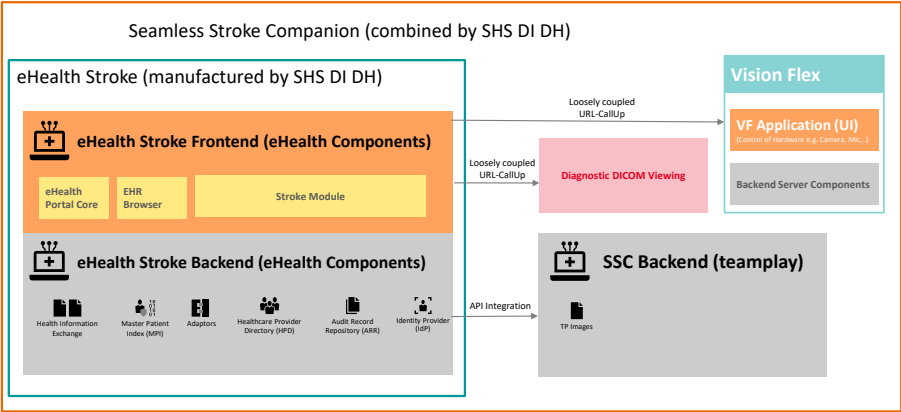 Seamless Stroke Companion (combined by SHS DI DH)
eHealth Stroke (manufactured by SHS DI DH)
eHealth Stroke Frontend (eHealth Components)
eHealth
Portal Core
EHR
Browser
Stroke Module
eHealth Stroke Backend (eHealth Components)
Health Information
Exchange
Master Patient
Index (MPI)
Adaptors
Healthcare Provider
Directory (HPD)
Audit Record
Repository (ARR)
Identity Provider
(IdP)
Loosely coupled
URL-CallUp
Loosely coupled
URL-CallUp
API Integration
Vision Flex
VF Application (UI)
(Control of Hardware e.g. Camera, Mic,..)
Backend Server Components
Diagnostic DICOM Viewing
SSC Backend (teamplay)
TP Images